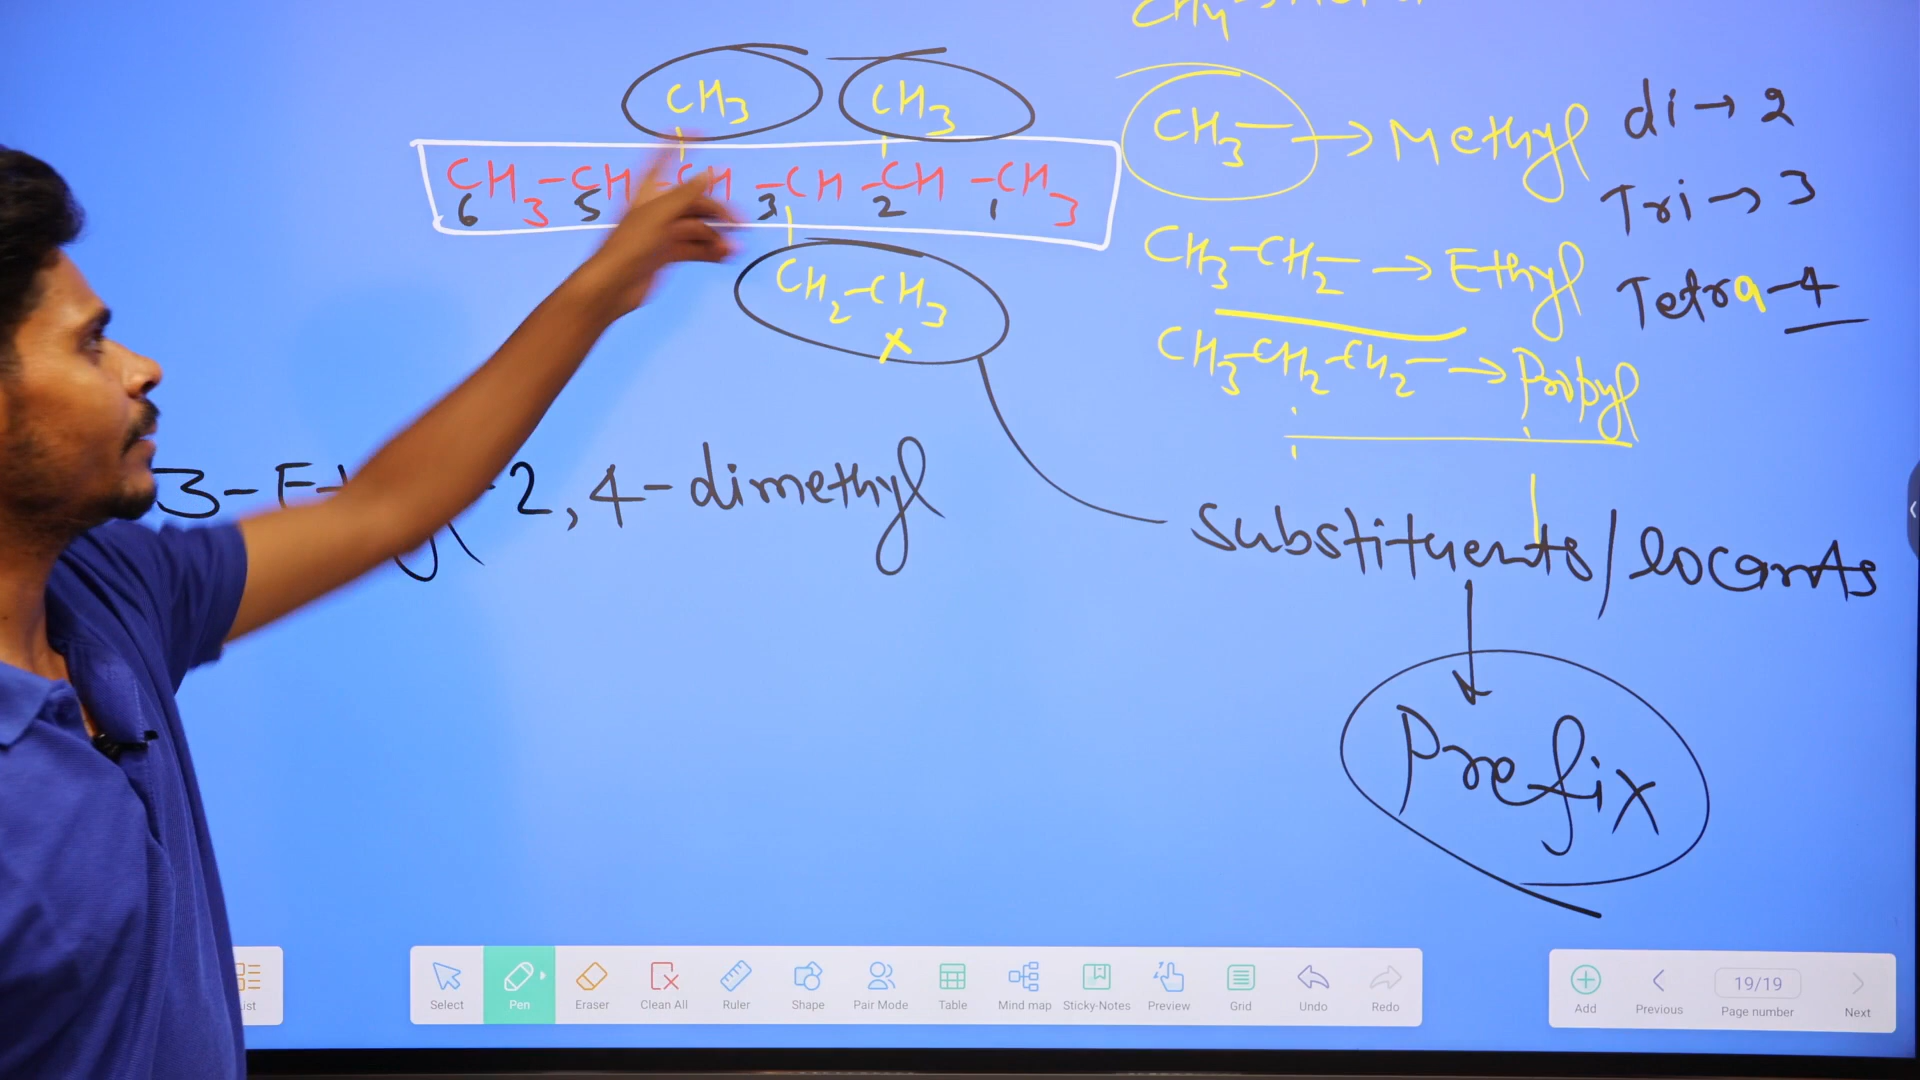 CH3 CH3
CH3-CH-CH-CH-CH-CH3
6 5 3 2 1
CH2-CH3
x
CH3- → Methyl
CH3-CH2- → Ethyl
CH3-CH2-CH2- → Propyl
di → 2
Tri → 3
Tetra-4
3-Ethyl-2,4-dimethyl
substituents/locants
Prefix
Select Pen Eraser Clean All Ruler Shape Pair Mode Table Mind map Sticky-Notes Preview Grid Undo Redo
Add Previous 19/19 Page number Next